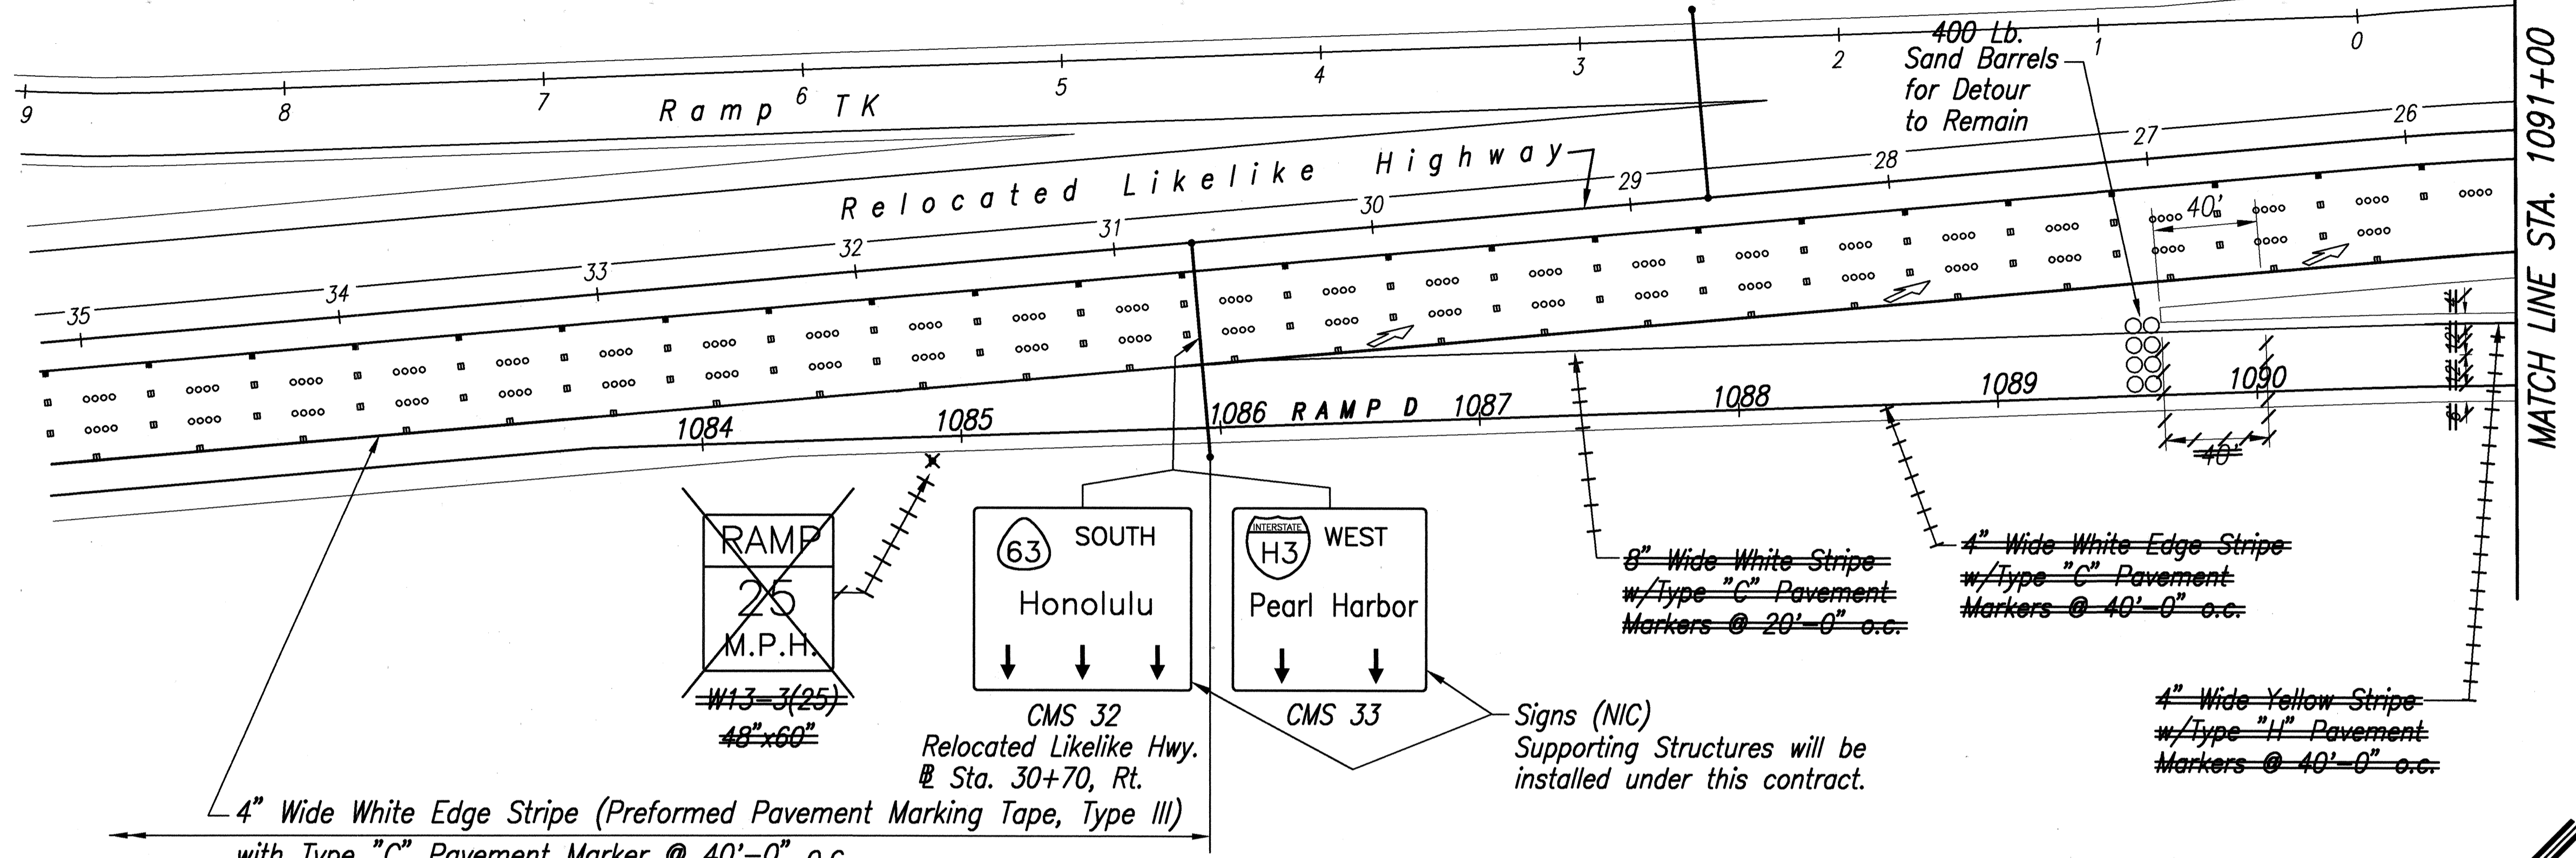 400 Lb.
Sand Barrels
for Detour
to Remain
9 8 7 6 5 4 3 2 1 0
Ramp TK
Relocated Likelike Highway
35 34 33 32 31 30 29 28 27 26
40'
MATCH LINE STA. 1091+00
1084 1085 1086 RAMP D 1087 1088 1089 1090
40'
4'
12'
12'
6'
RAMP
25
M.P.H.
W13-3(25)
48"x60"
63 SOUTH
Honolulu
CMS 32
Relocated Likelike Hwy.
BL Sta. 30+70, Rt.
INTERSTATE
H3 WEST
Pearl Harbor
CMS 33
Signs (NIC)
Supporting Structures will be
installed under this contract.
8" Wide White Stripe
w/Type "C" Pavement
Markers @ 20'-0" o.c.
4" Wide White Edge Stripe
w/Type "C" Pavement
Markers @ 40'-0" o.c.
4" Wide Yellow Stripe
w/Type "H" Pavement
Markers @ 40'-0" o.c.
4" Wide White Edge Stripe (Preformed Pavement Marking Tape, Type III)
with Type "C" Pavement Marker @ 40'-0" o.c.